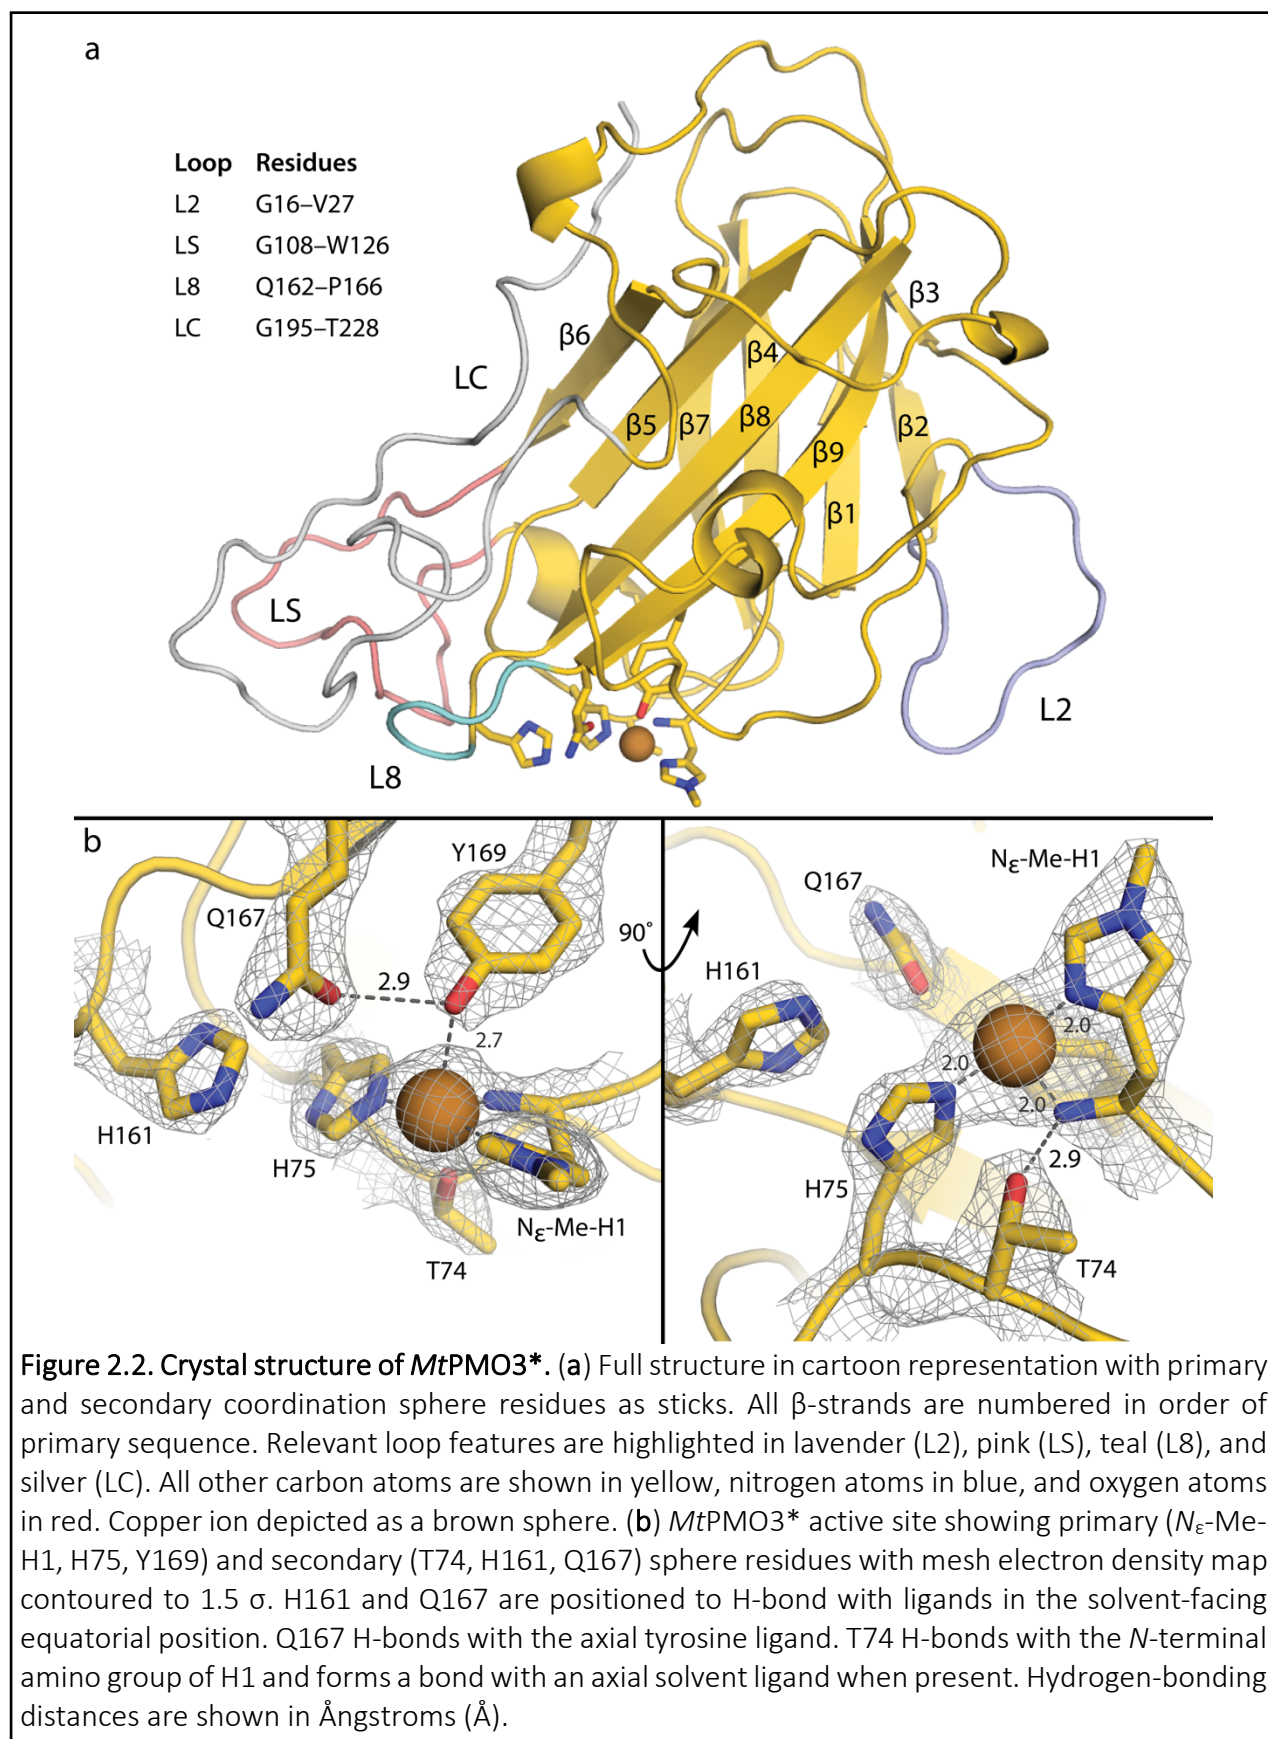 a
Loop Residues
L2 G16–V27
LS G108–W126
L8 Q162–P166
LC G195–T228
β3
β6
β4
LC
β5
β7
β8
β2
β9
β1
LS
L2
L8
b
Y169
Q167
2.9
2.7
H161
H75
Nε-Me-H1
T74
90°
Nε-Me-H1
Q167
H161
2.0
2.0
2.0
2.9
H75
T74
Figure 2.2. Crystal structure of MtPMO3*. (a) Full structure in cartoon representation with primary
and secondary coordination sphere residues as sticks. All β-strands are numbered in order of
primary sequence. Relevant loop features are highlighted in lavender (L2), pink (LS), teal (L8), and
silver (LC). All other carbon atoms are shown in yellow, nitrogen atoms in blue, and oxygen atoms
in red. Copper ion depicted as a brown sphere. (b) MtPMO3* active site showing primary (Nε-Me-
H1, H75, Y169) and secondary (T74, H161, Q167) sphere residues with mesh electron density map
contoured to 1.5 σ. H161 and Q167 are positioned to H-bond with ligands in the solvent-facing
equatorial position. Q167 H-bonds with the axial tyrosine ligand. T74 H-bonds with the N-terminal
amino group of H1 and forms a bond with an axial solvent ligand when present. Hydrogen-bonding
distances are shown in Ångstroms (Å).